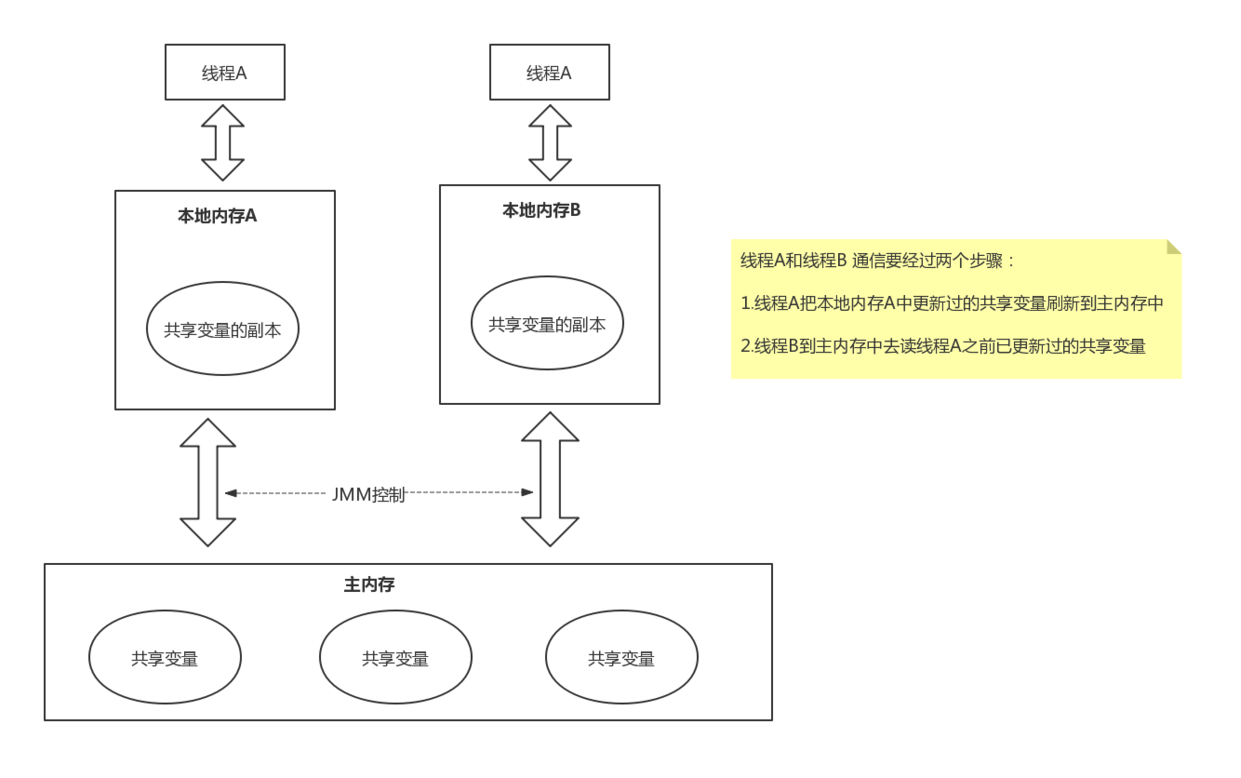 线程A
线程A
本地内存A
本地内存B
共享变量的副本
共享变量的副本
线程A和线程B 通信要经过两个步骤：
1.线程A把本地内存A中更新过的共享变量刷新到主内存中
2.线程B到主内存中去读线程A之前已更新过的共享变量
JMM控制
主内存
共享变量
共享变量
共享变量